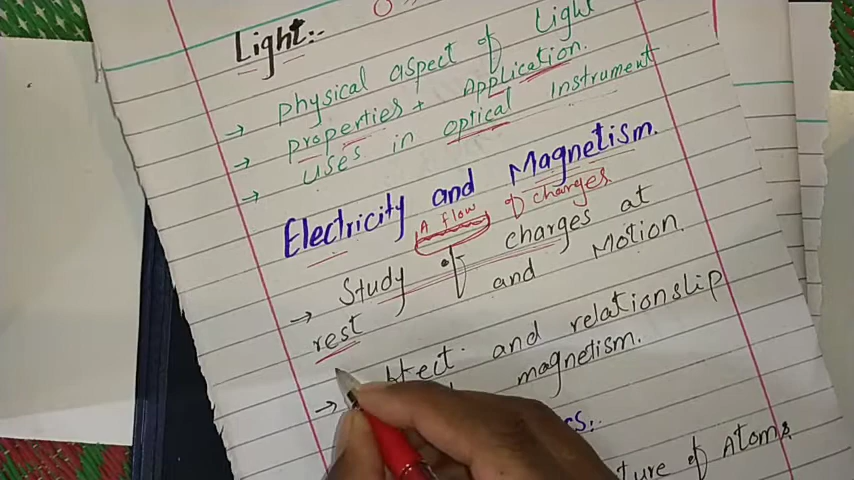 Light:-
→ physical aspect of Light
→ properties + Application.
→ uses in optical Instrument
Electricity and Magnetism.
A flow of charges
→ Study of charges at
rest and Motion.
→ and relationship
magnetism.
of Atoms